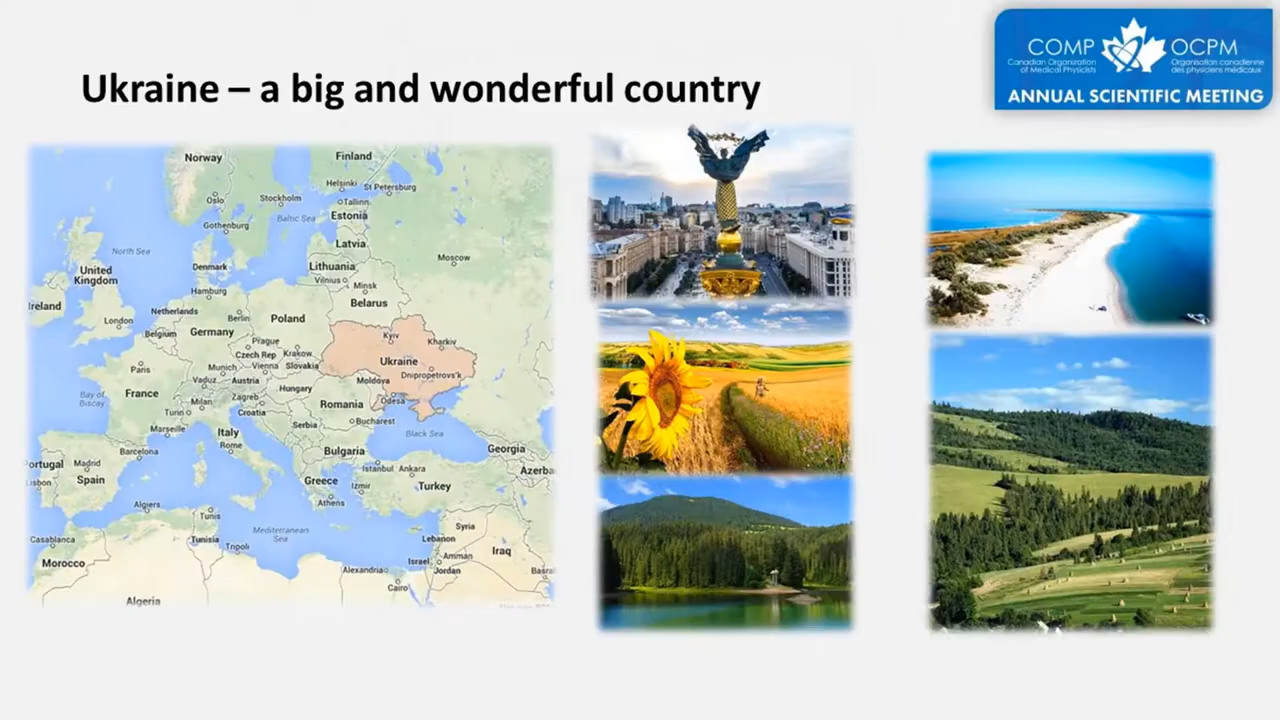 COMP OCPM
Canadian Organization of Medical Physicists
Organisation canadienne des physiciens médicaux
ANNUAL SCIENTIFIC MEETING
Ukraine – a big and wonderful country
Norway
Finland
Helsinki
St Petersburg
Oslo
Stockholm
Tallinn
Baltic Sea
Estonia
Gothenburg
North Sea
Latvia
Moscow
United Kingdom
Denmark
Lithuania
Vilnius
Minsk
Hamburg
Ireland
Belarus
Netherlands
London
Berlin
Poland
Belgium
Germany
Kyiv
Kharkiv
Prague
Czech Rep
Krakow
Ukraine
Paris
Munich
Vienna
Slovakia
Dnipropetrovs'k
Vaduz
Austria
Moldova
Hungary
France
Bay of Biscay
Zagreb
Milan
Odesa
Turin
Croatia
Romania
Serbia
Bucharest
Marseille
Italy
Black Sea
Rome
Barcelona
Bulgaria
Georgia
Portugal
Madrid
Istanbul
Ankara
Azerba
Lisbon
Spain
Greece
Izmir
Turkey
Athens
Algiers
Tunis
Syria
Mediterranean Sea
Casablanca
Tunisia
Tripoli
Lebanon
Iraq
Amman
Morocco
Israel
Jordan
Alexandria
Basra
Cairo
Algeria